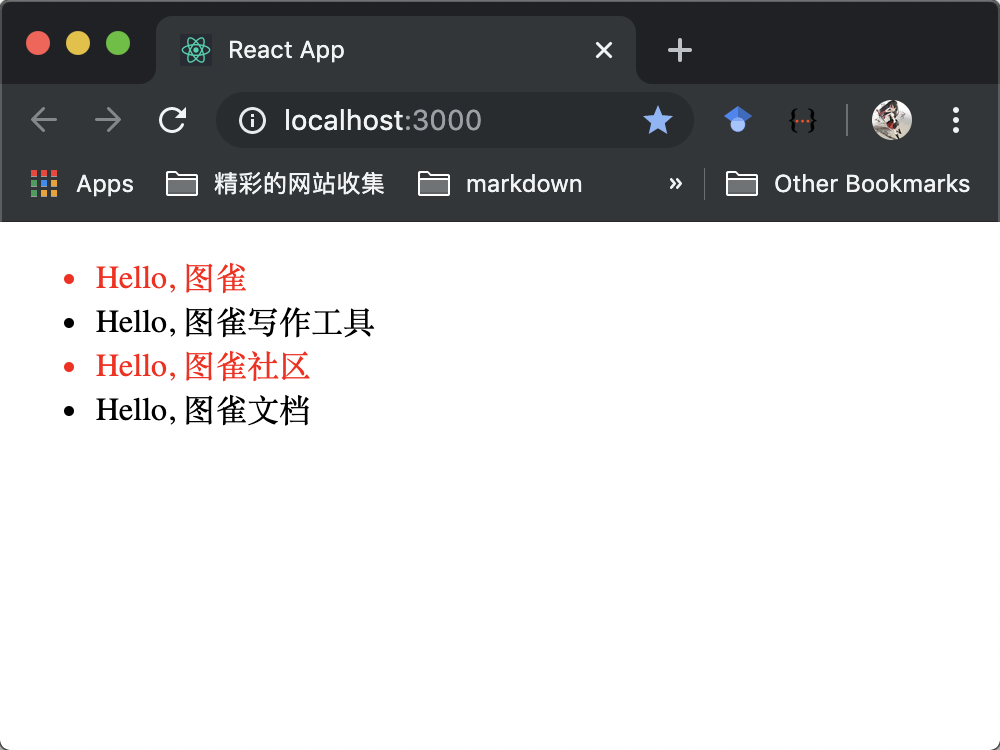 React App
localhost:3000
Apps 精彩的网站收集 markdown » Other Bookmarks
Hello, 图雀
Hello, 图雀写作工具
Hello, 图雀社区
Hello, 图雀文档